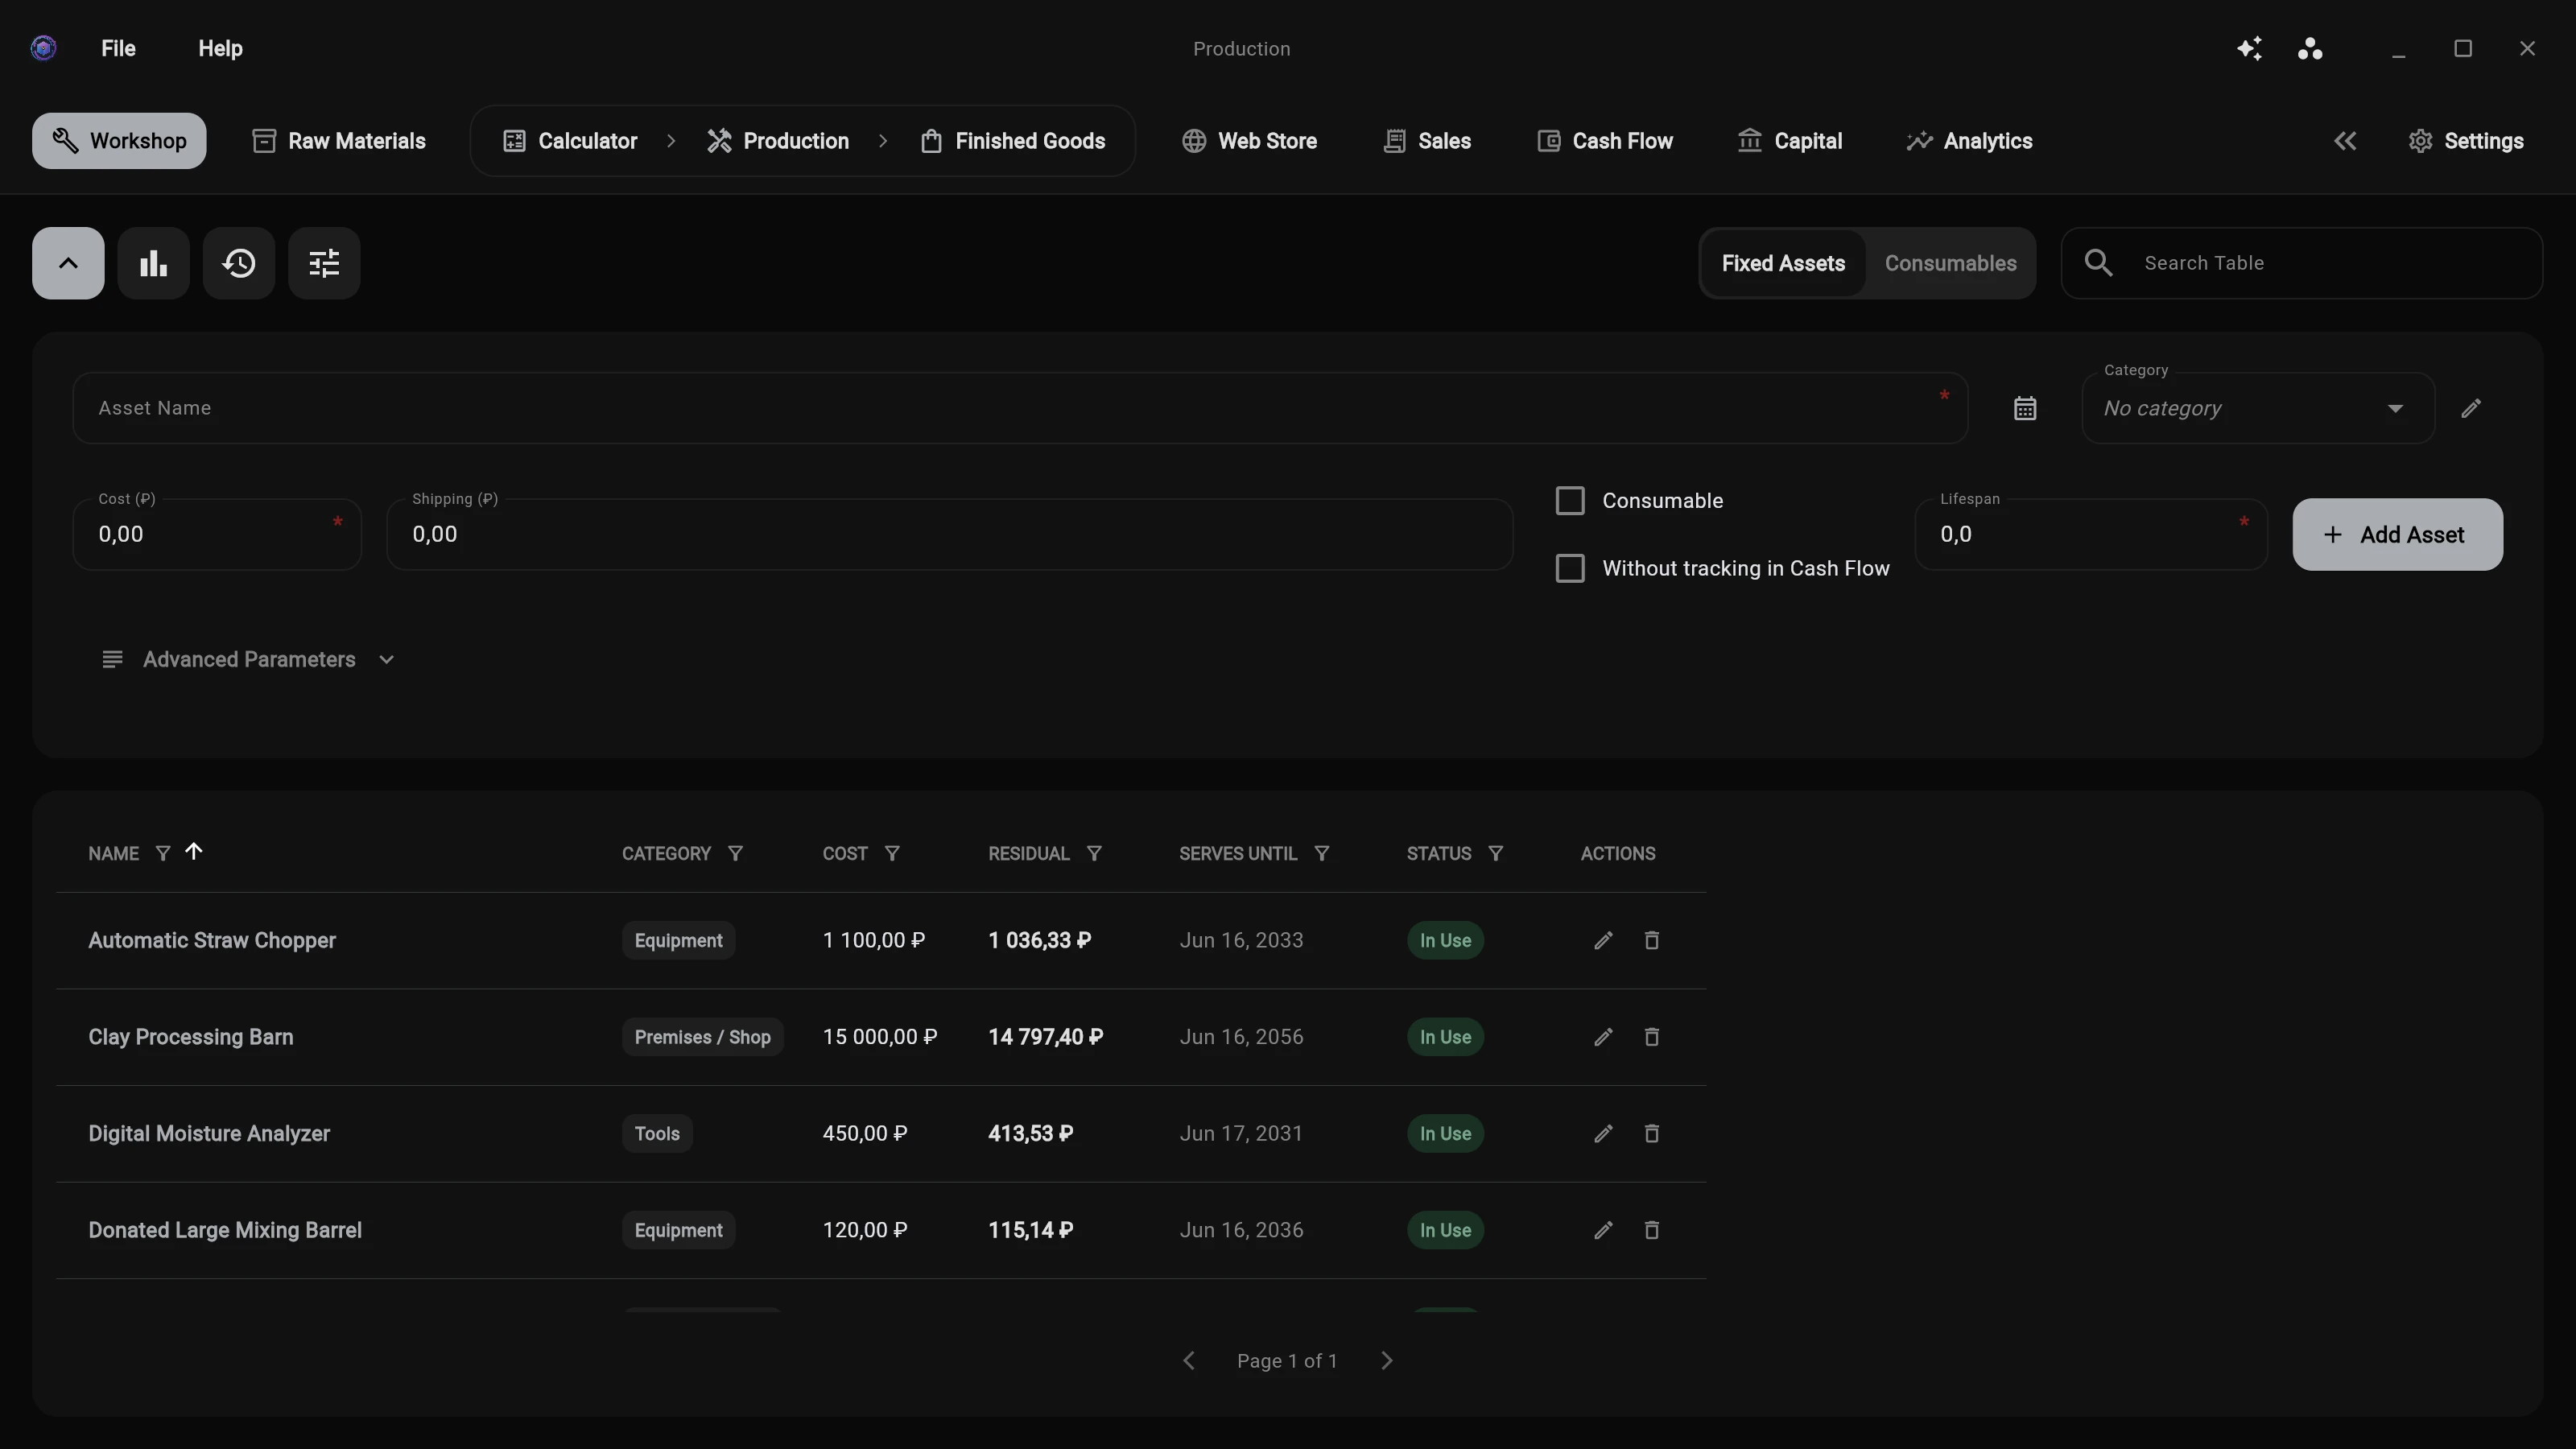 File Help Production
Workshop Raw Materials Calculator Production Finished Goods Web Store Sales Cash Flow Capital Analytics Settings
Fixed Assets Consumables Search Table
Category
Asset Name * No category
Cost (₽) Shipping (₽) Consumable Lifespan
0,00 * 0,00 0,0 * + Add Asset
Without tracking in Cash Flow
Advanced Parameters
NAME CATEGORY COST RESIDUAL SERVES UNTIL STATUS ACTIONS
Automatic Straw Chopper Equipment 1 100,00 ₽ 1 036,33 ₽ Jun 16, 2033 In Use
Clay Processing Barn Premises / Shop 15 000,00 ₽ 14 797,40 ₽ Jun 16, 2056 In Use
Digital Moisture Analyzer Tools 450,00 ₽ 413,53 ₽ Jun 17, 2031 In Use
Donated Large Mixing Barrel Equipment 120,00 ₽ 115,14 ₽ Jun 16, 2036 In Use
Page 1 of 1